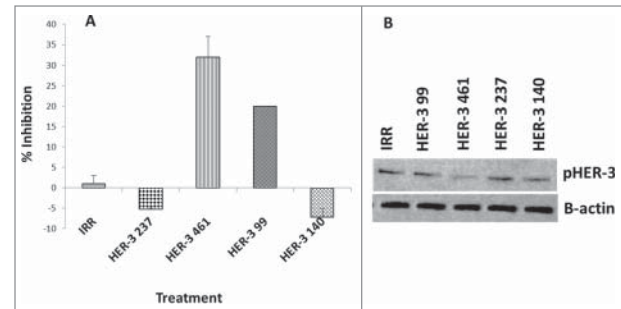 A
% Inhibition
40
35
30
25
20
15
10
5
0
-5
-10
IRR
HER-3 237
HER-3 461
HER-3 99
HER-3 140
Treatment
B
IRR
HER-3 99
HER-3 461
HER-3 237
HER-3 140
pHER-3
B-actin